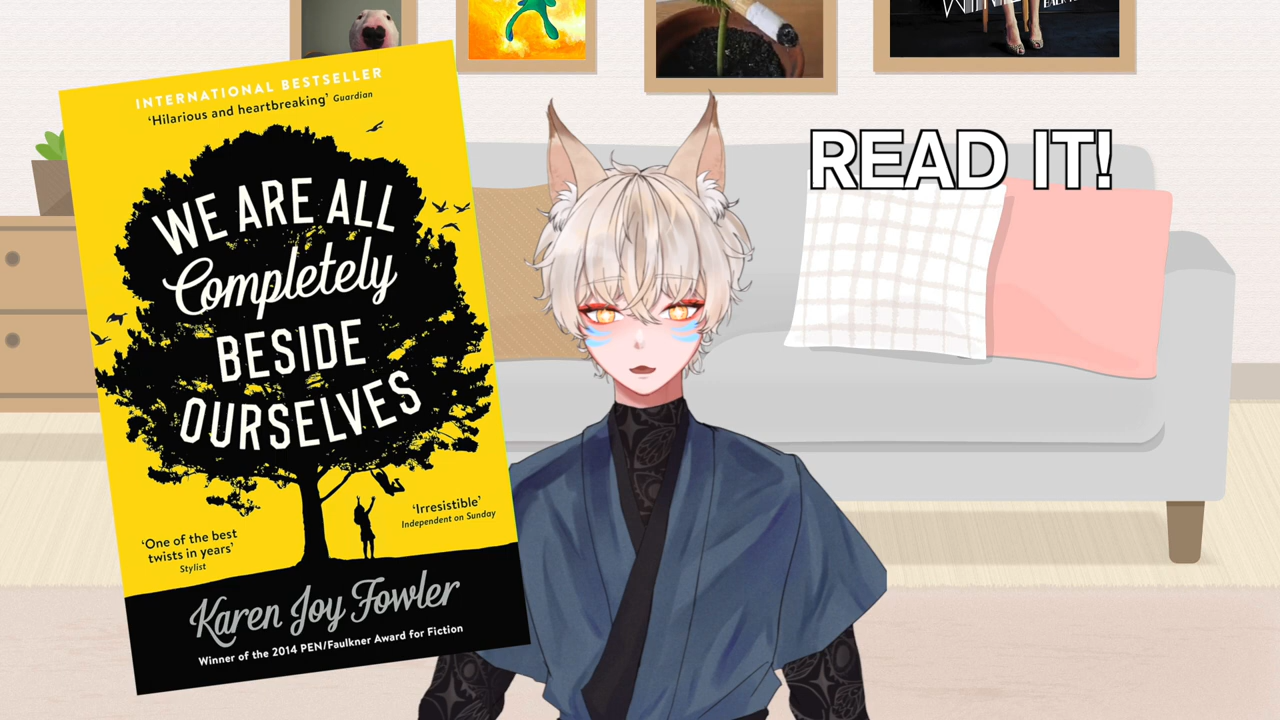 INTERNATIONAL BESTSELLER
‘Hilarious and heartbreaking’ Guardian
WE ARE ALL
Completely
BESIDE
OURSELVES
‘Irresistible’
Independent on Sunday
‘One of the best
twists in years’
Stylist
Karen Joy Fowler
Winner of the 2014 PEN/Faulkner Award for Fiction
READ IT!